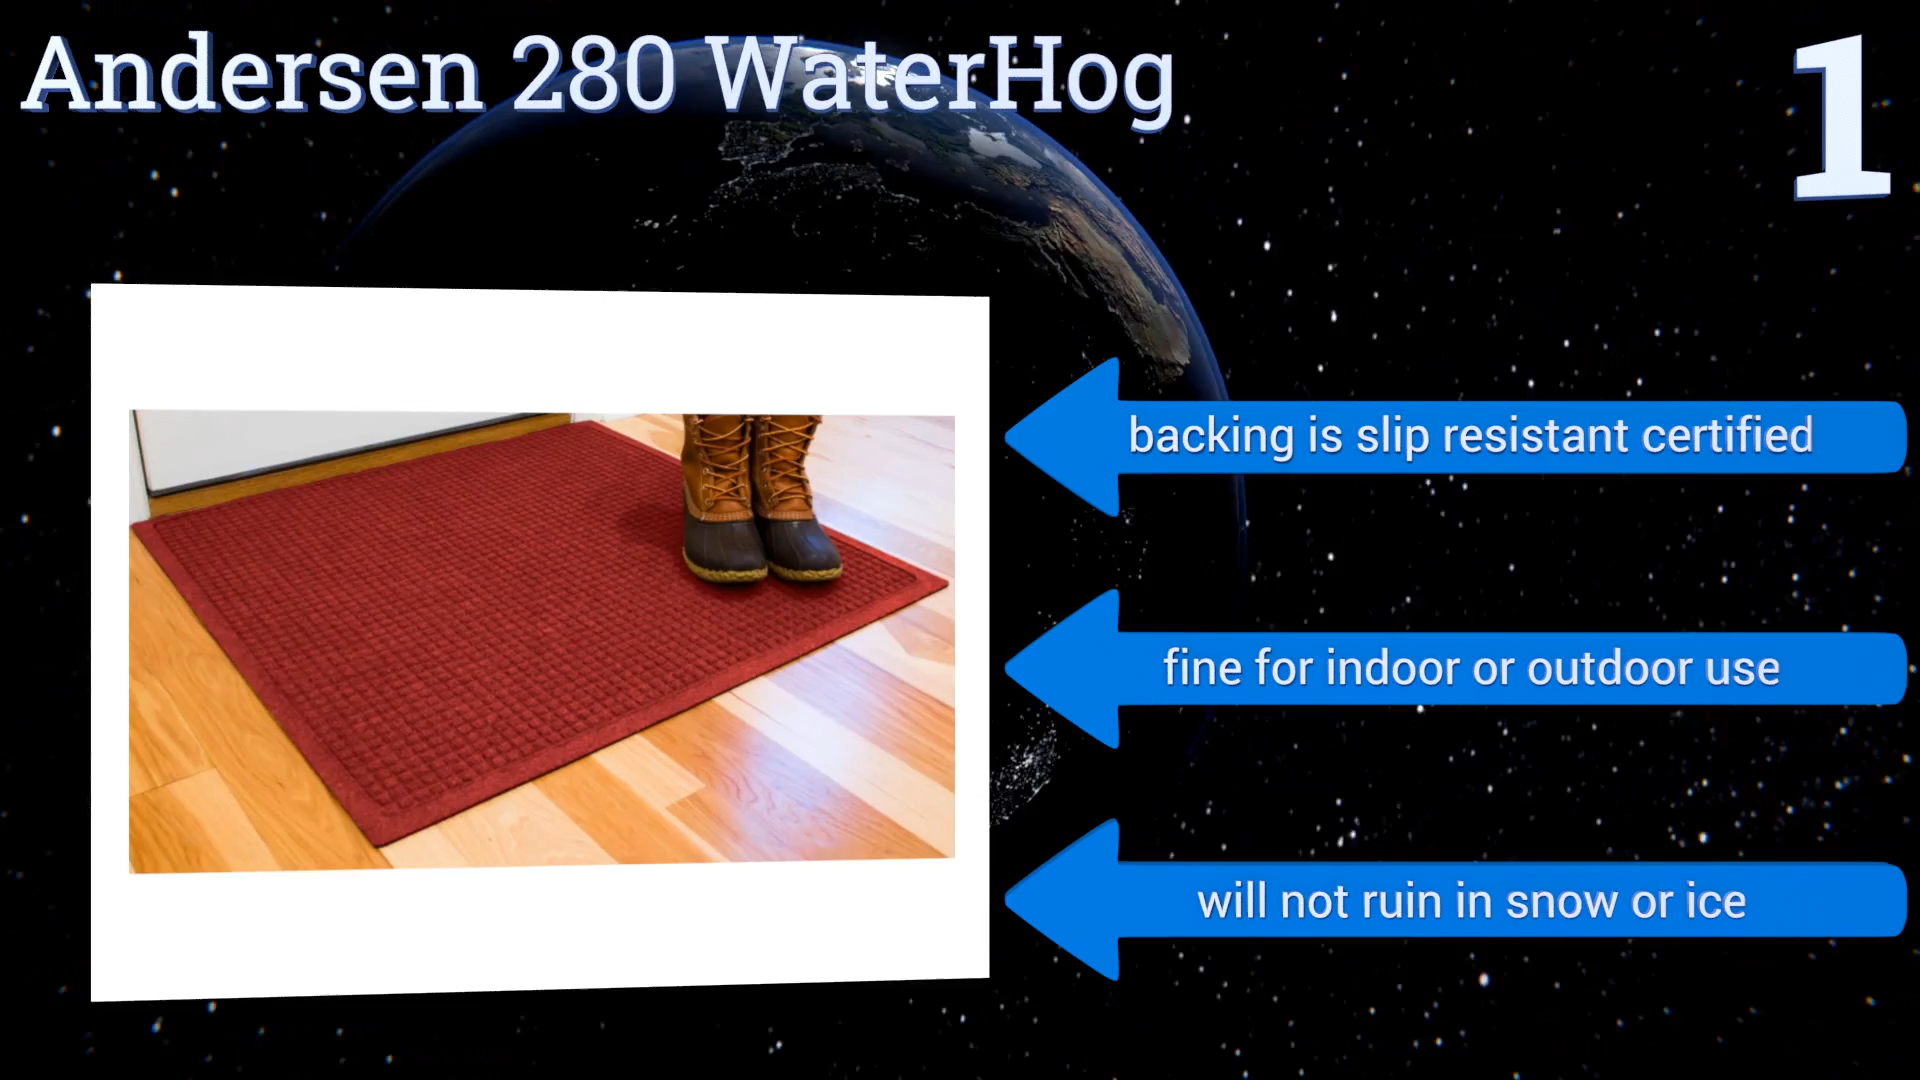 Andersen 280 WaterHog
1
backing is slip resistant certified
fine for indoor or outdoor use
will not ruin in snow or ice